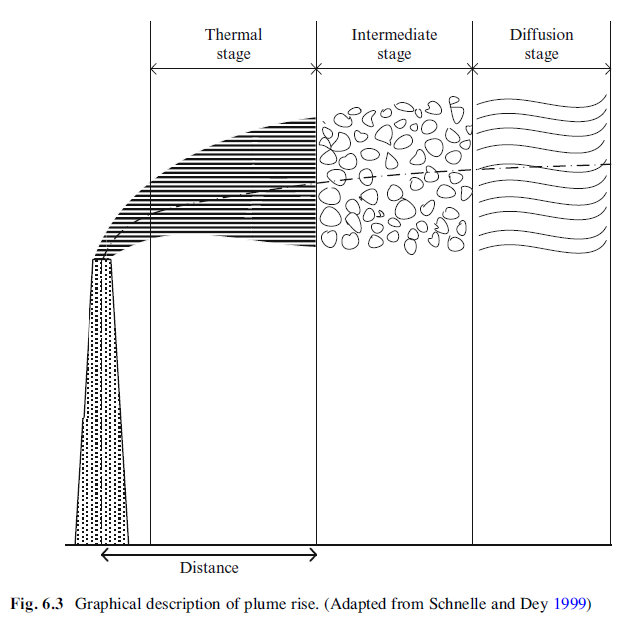 Thermal
stage
Intermediate
stage
Diffusion
stage
Distance
Fig. 6.3 Graphical description of plume rise. (Adapted from Schnelle and Dey 1999)